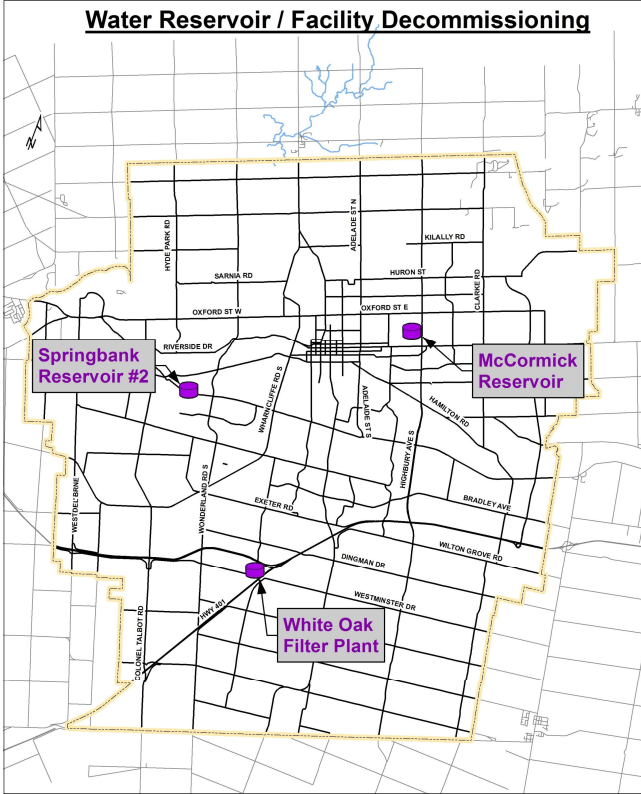 Water Reservoir / Facility Decommissioning
N
ADELAIDE ST N
HYDE PARK RD
KILALLY RD
SARNIA RD
HURON ST
CLARKE RD
OXFORD ST W
OXFORD ST E
RIVERSIDE DR
Springbank
Reservoir #2
McCormick
Reservoir
WHARNCLIFFE RD S
ADELAIDE ST S
HAMILTON RD
HIGHBURY AVE S
WESTDEL BRNE
WONDERLAND RD S
EXETER RD
BRADLEY AVE
WILTON GROVE RD
DINGMAN DR
WESTMINSTER DR
HWY 401
COLONEL TALBOT RD
White Oak
Filter Plant